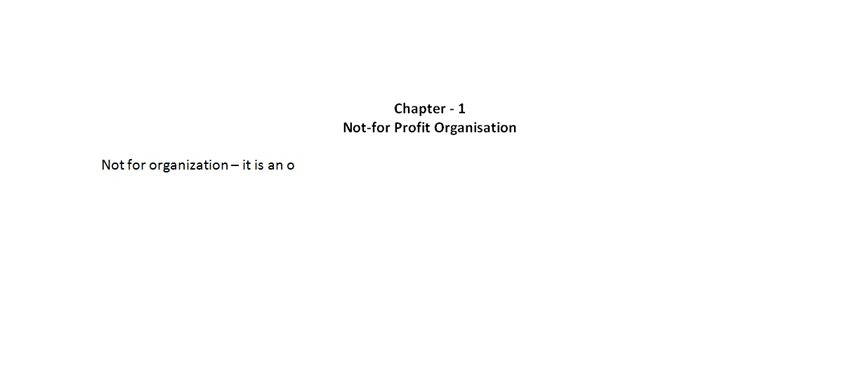 Chapter - 1
Not-for Profit Organisation
Not for organization – it is an o